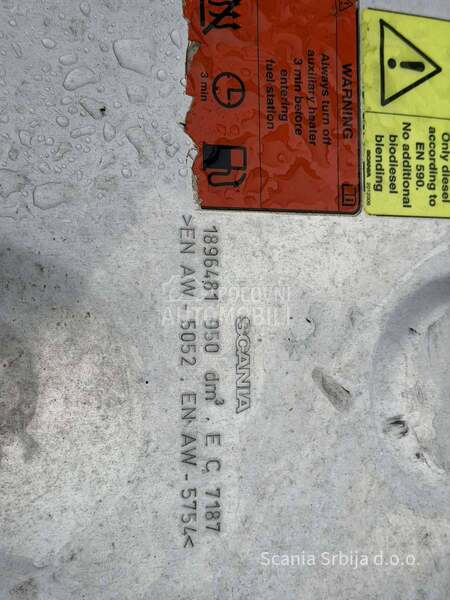 WARNING
Always turn off
auxiliary heater
3 min before
entering
fuel station
3 min
Only diesel
according to
EN 590.
No additional
biodiesel
blending
SCANIA
SCANIA
1896481 950 dm³. E.C 7187
>EN AW-5052. EN AW-5754<
POLOVNI
AUTOMOBILI
Scania Srbija d.o.o.